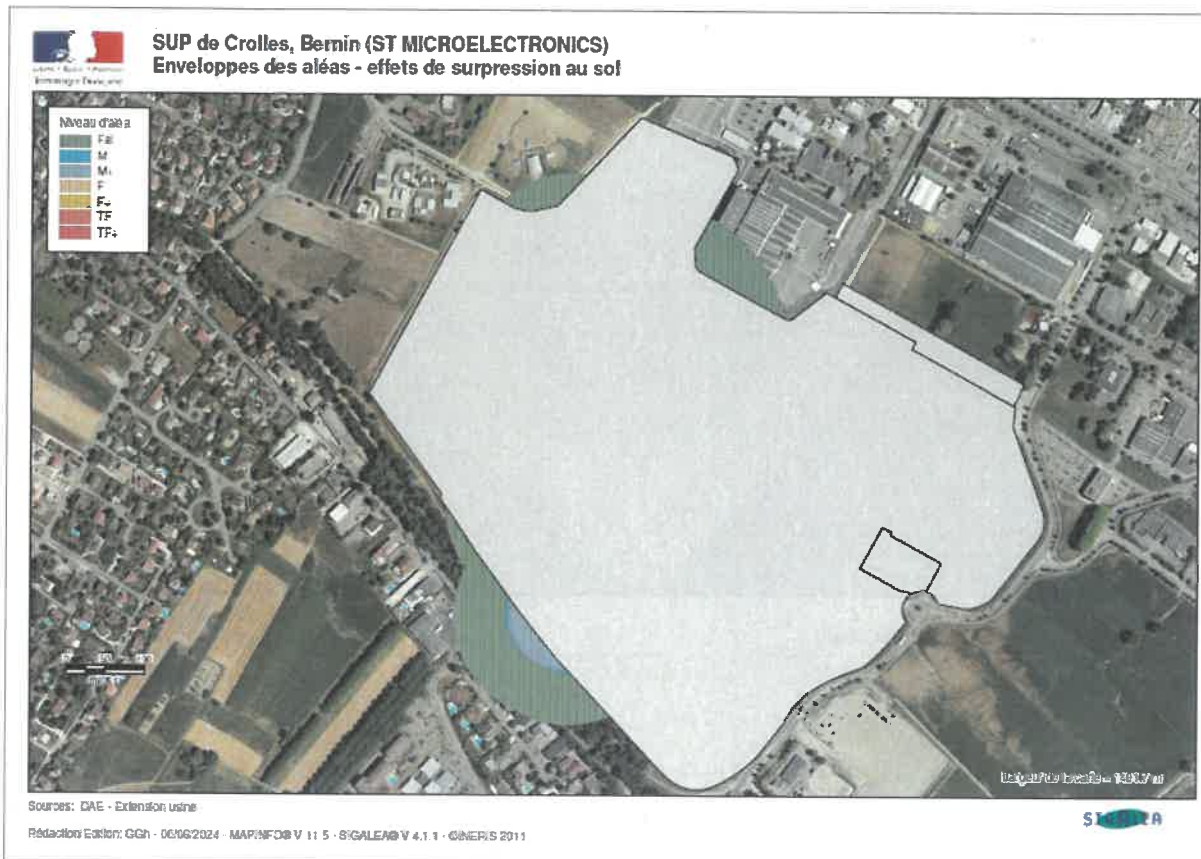 SUP de Crolles, Bernin (ST MICROELECTRONICS)
Enveloppes des aléas - effets de surpression au sol
Niveau d'aléa
Fai
M
M+
F
F+
TF
TF+
Sources: DAE - Extension usine
Rédaction/Edition: GGh - 06/06/2024 - MAPINFO® V 11.5 - SIGALEA® V 4.1.1 - ©INERIS 2011